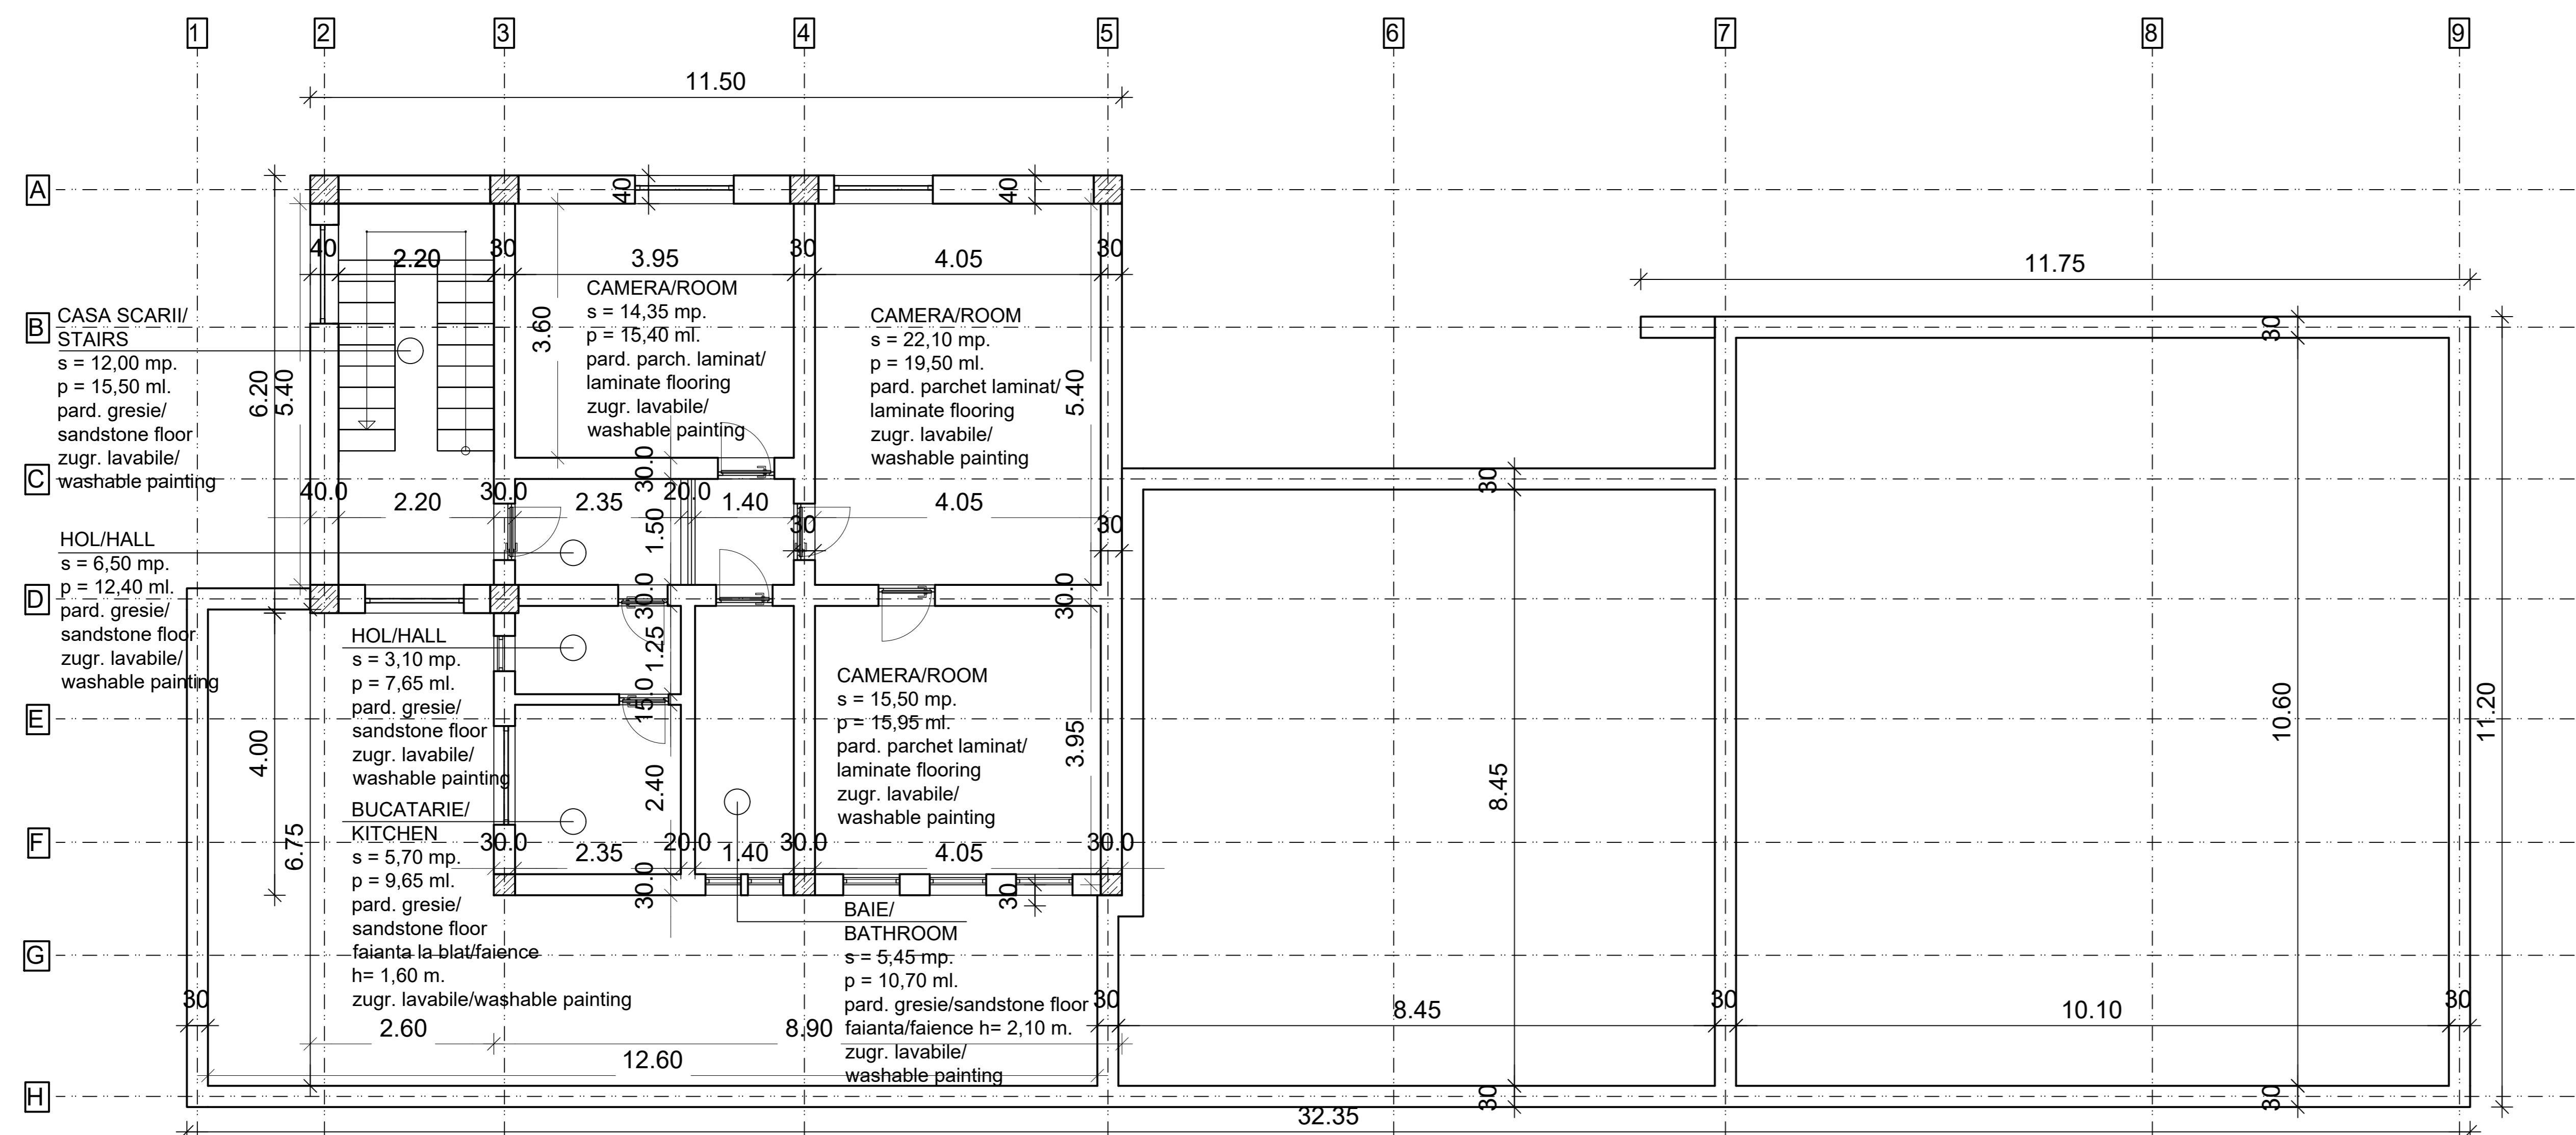 1
2
3
4
5
6
7
8
9
11.50
A
40
40
40
2.20
30
3.95
30
4.05
30
11.75
CAMERA/ROOM
s = 14,35 mp.
p = 15,40 ml.
pard. parch. laminat/
laminate flooring
zugr. lavabile/
washable painting
3.60
CAMERA/ROOM
s = 22,10 mp.
p = 19,50 ml.
pard. parchet laminat/
laminate flooring
zugr. lavabile/
washable painting
5.40
B
CASA SCARII/
STAIRS
s = 12,00 mp.
p = 15,50 ml.
pard. gresie/
sandstone floor
zugr. lavabile/
washable painting
6.20
5.40
30
C
30.0
40.0
2.20
30.0
2.35
20.0
1.40
4.05
30
30
30
1.50
HOL/HALL
s = 6,50 mp.
p = 12,40 ml.
pard. gresie/
sandstone floor
zugr. lavabile/
washable painting
D
30.0
30.0
HOL/HALL
s = 3,10 mp.
p = 7,65 ml.
pard. gresie/
sandstone floor
zugr. lavabile/
washable painting
1.25
15.0
CAMERA/ROOM
s = 15,50 mp.
p = 15,95 ml.
pard. parchet laminat/
laminate flooring
zugr. lavabile/
washable painting
3.95
E
10.60
11.20
4.00
2.40
8.45
BUCATARIE/
KITCHEN
s = 5,70 mp.
p = 9,65 ml.
pard. gresie/
sandstone floor
faianta la blat/faience
h= 1,60 m.
zugr. lavabile/washable painting
6.75
F
30.0
2.35
20.0
1.40
30.0
4.05
30.0
30.0
30
BAIE/
BATHROOM
s = 5,45 mp.
p = 10,70 ml.
pard. gresie/sandstone floor
faianta/faience h= 2,10 m.
zugr. lavabile/
washable painting
G
30
30
8.45
30
10.10
30
2.60
8.90
12.60
H
30
30
32.35